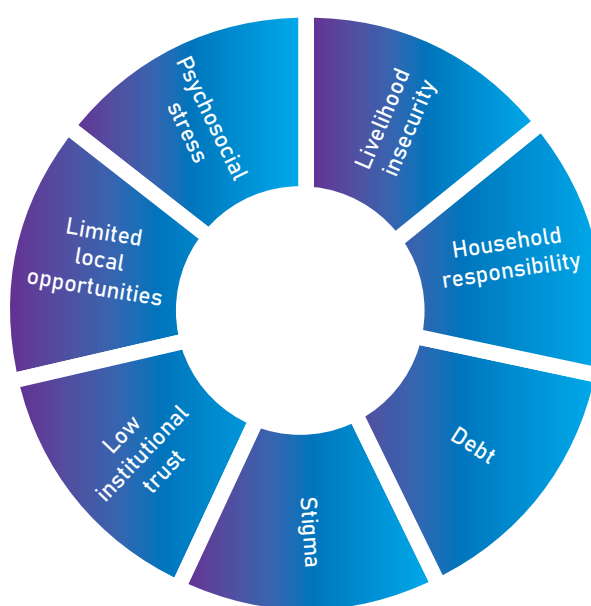 Livelihood
insecurity
Household
responsibility
Debt
Stigma
Low
institutional
trust
Limited
local
opportunities
Psychosocial
stress